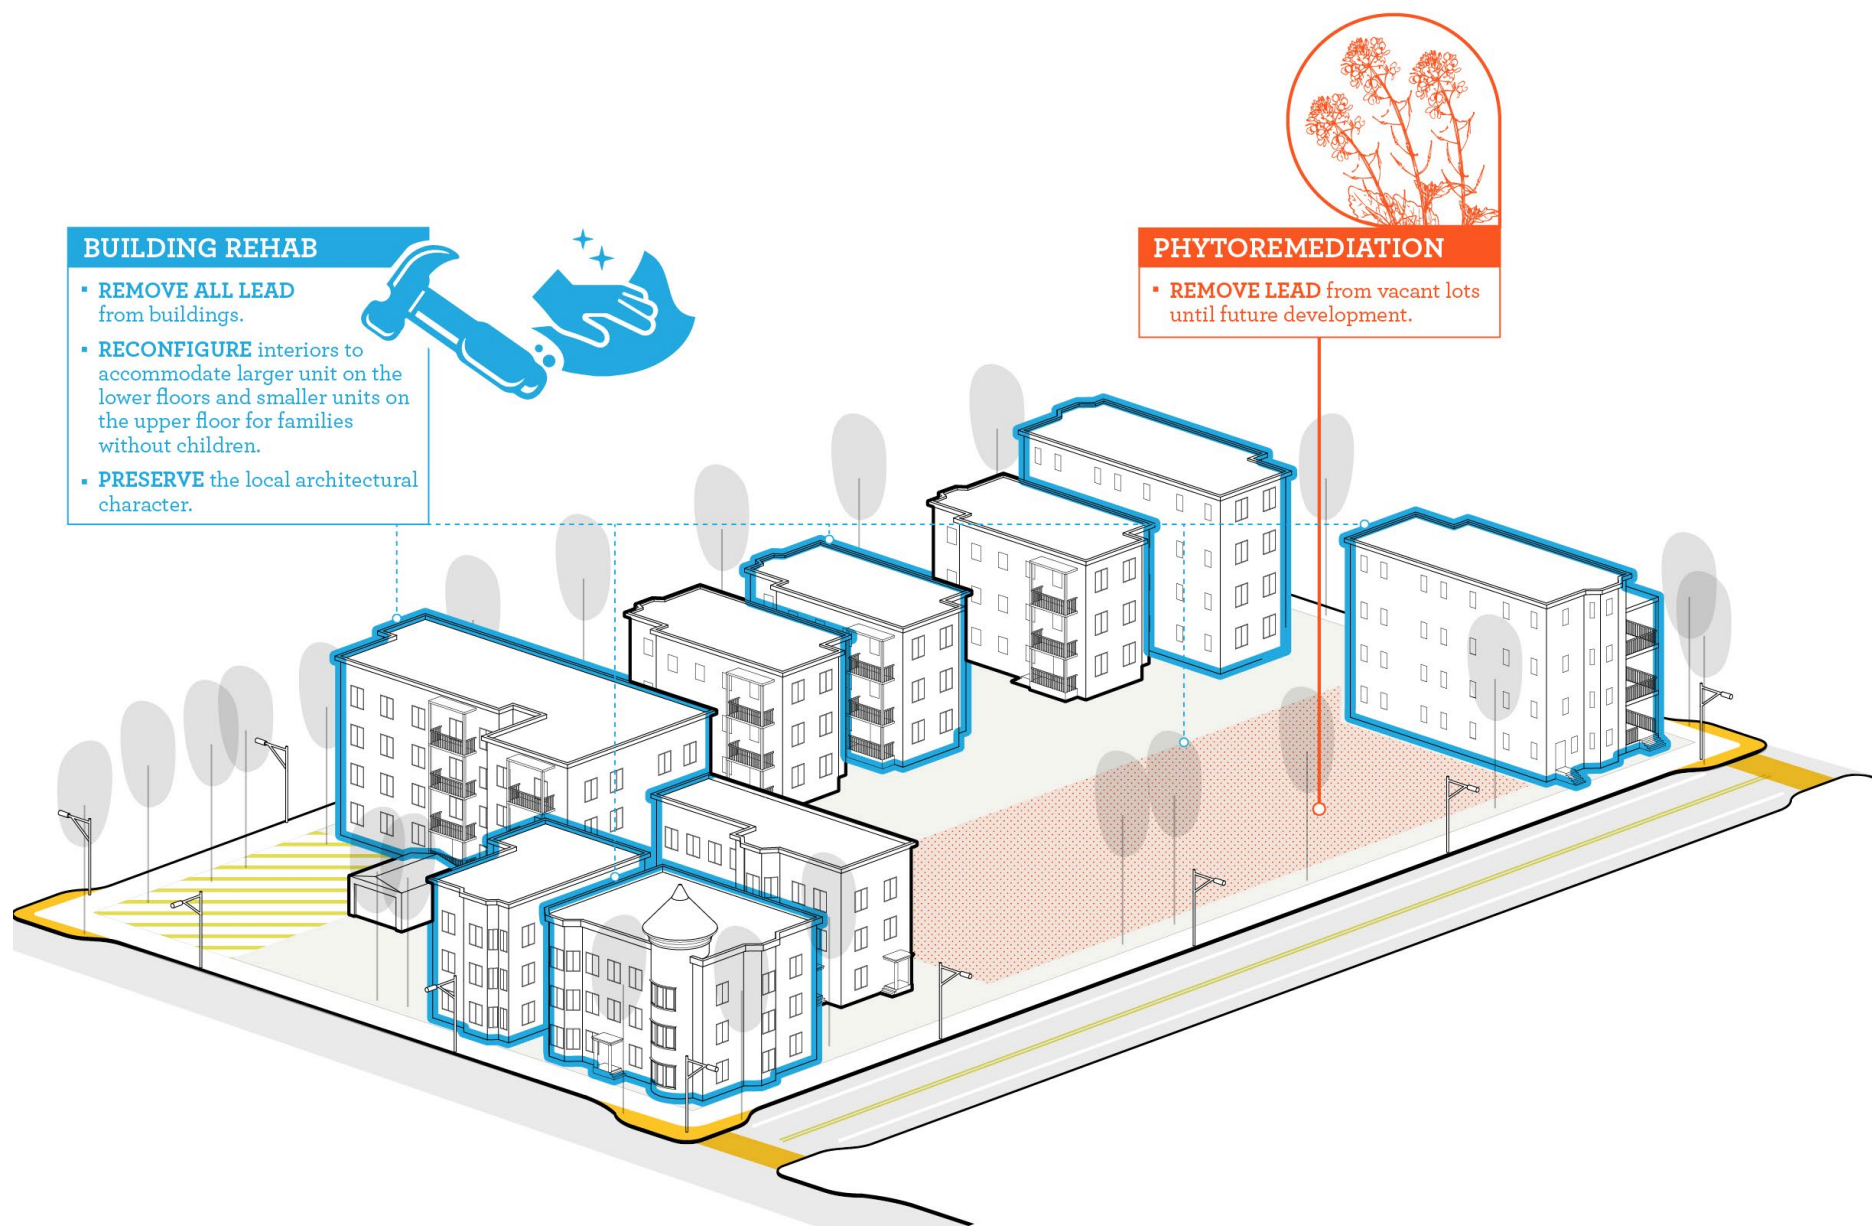 BUILDING REHAB
▪ REMOVE ALL LEAD
from buildings.
▪ RECONFIGURE interiors to
accommodate larger unit on the
lower floors and smaller units on
the upper floor for families
without children.
▪ PRESERVE the local architectural
character.
PHYTOREMEDIATION
▪ REMOVE LEAD from vacant lots
until future development.